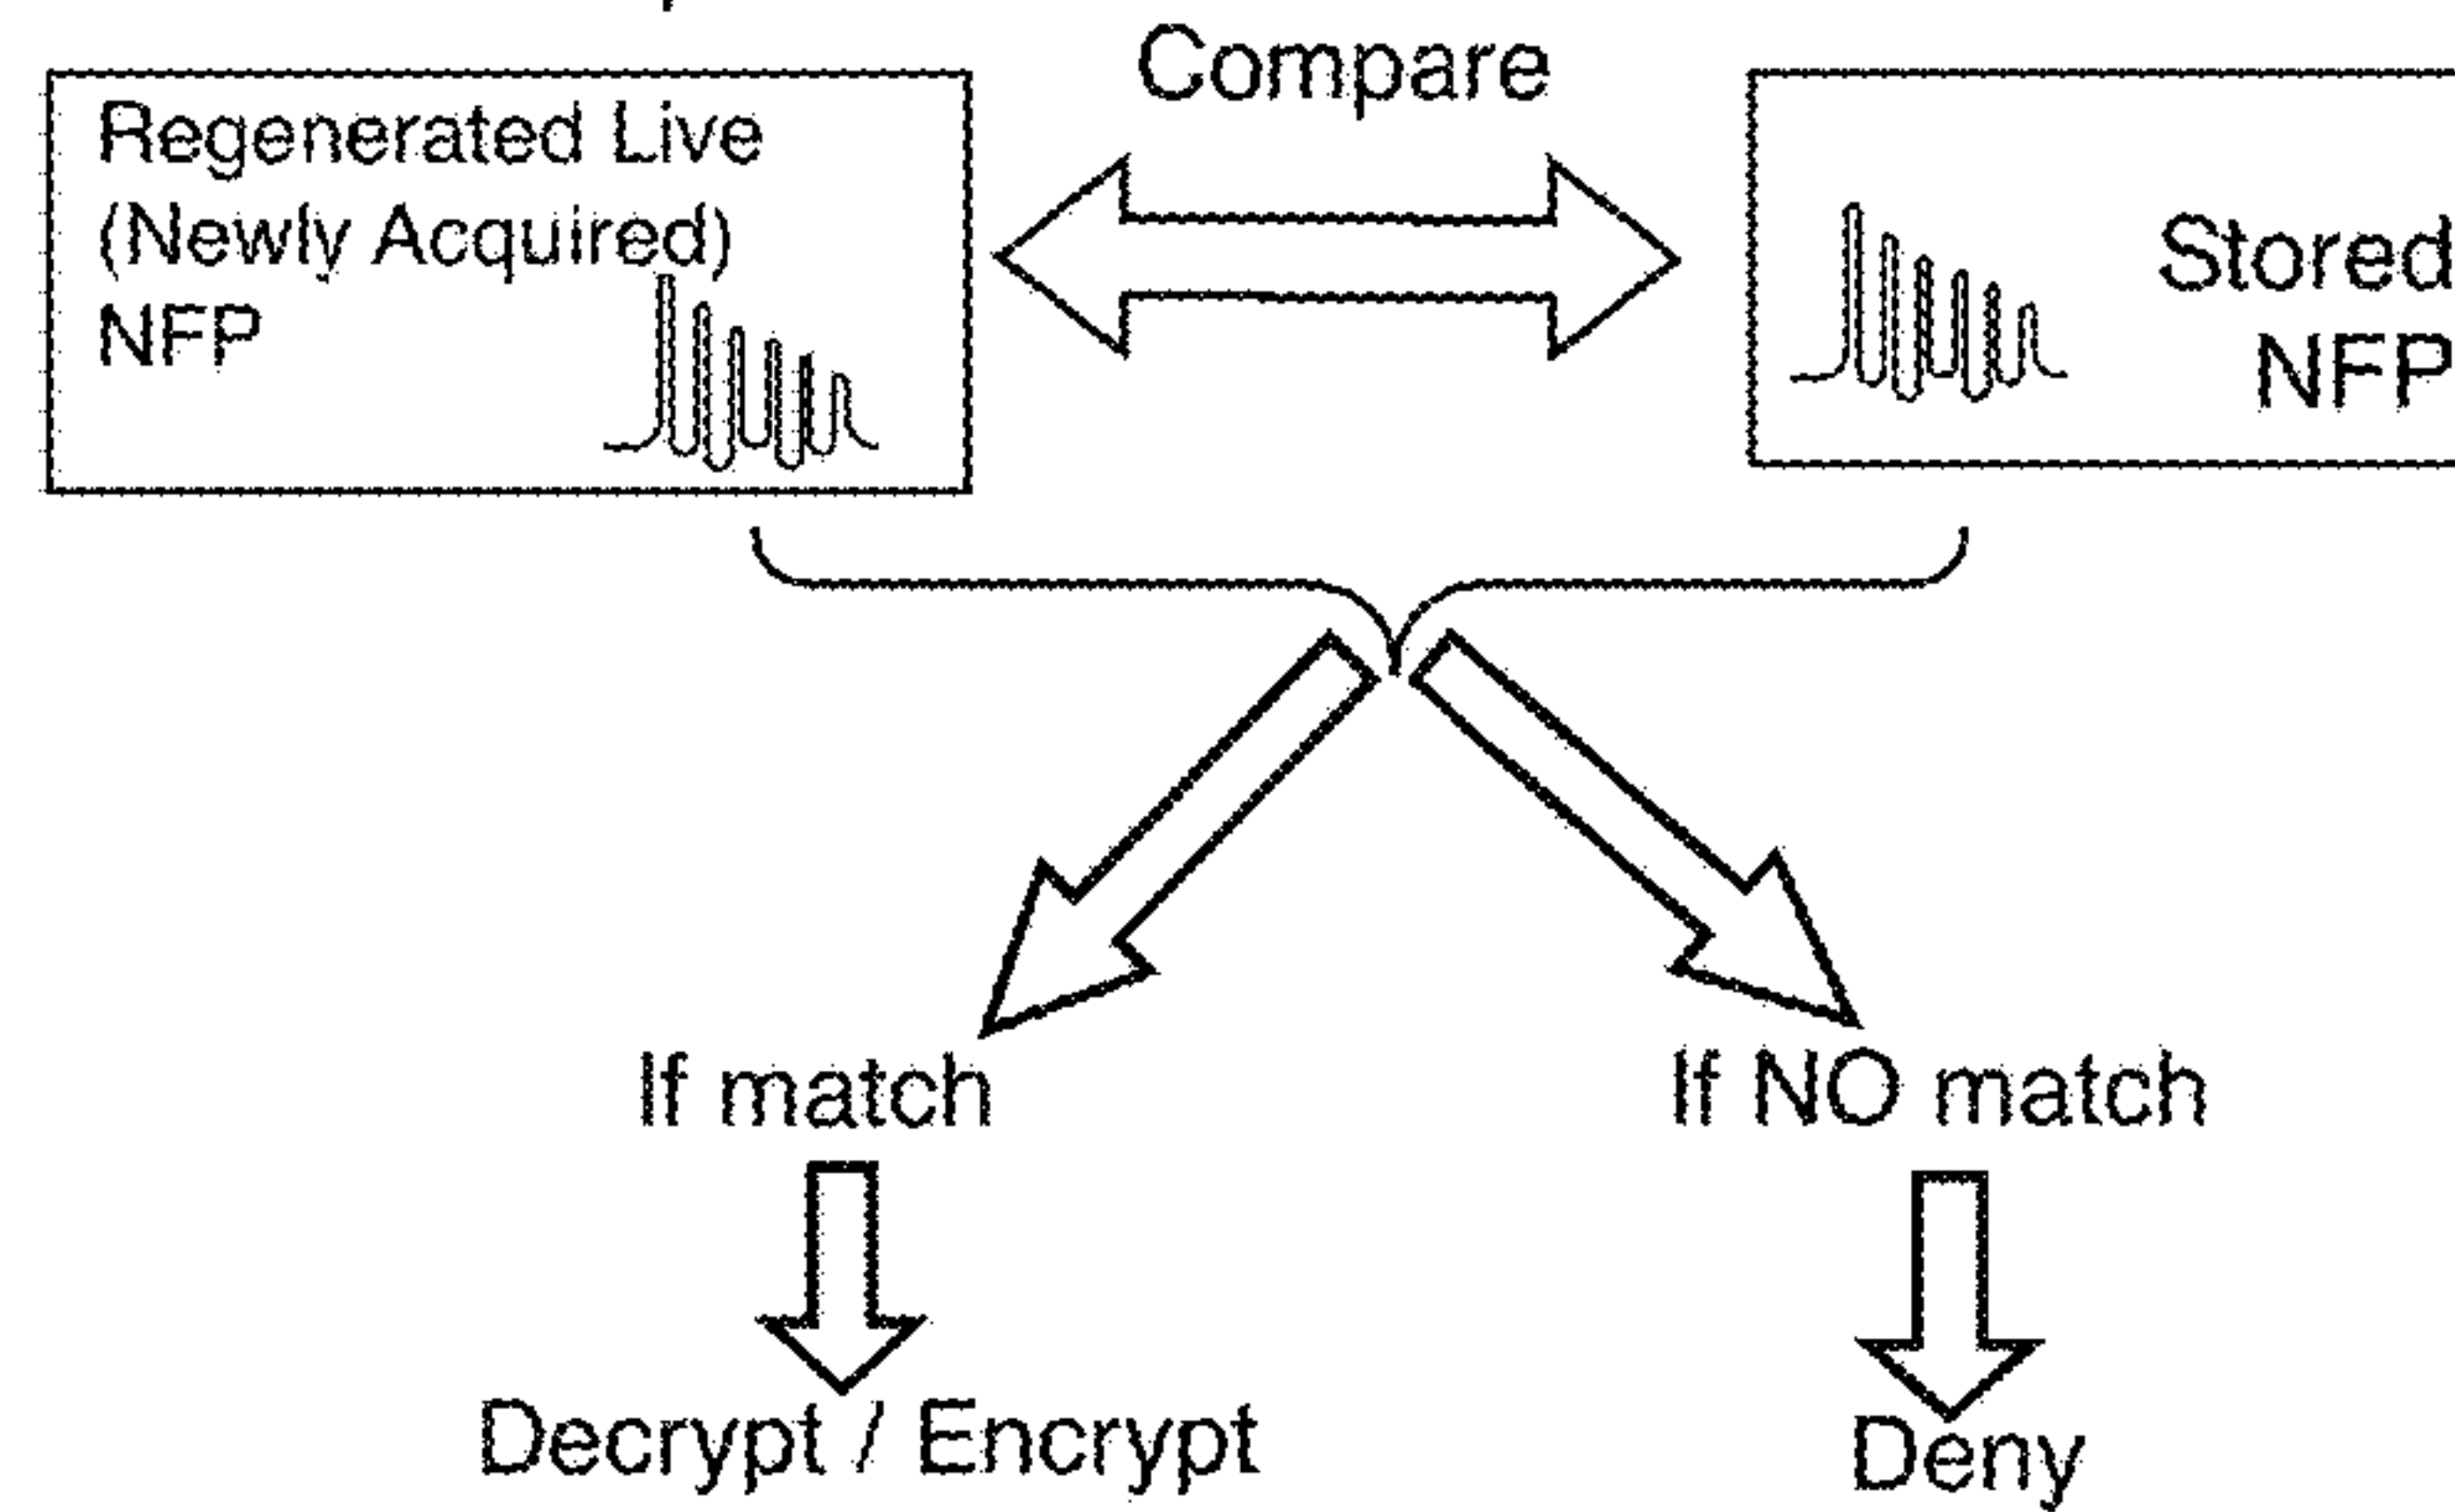 Compare
Regenerated Live
(Newly Acquired)
NFP
Stored
NFP
If match
If NO match
Decrypt / Encrypt
Deny